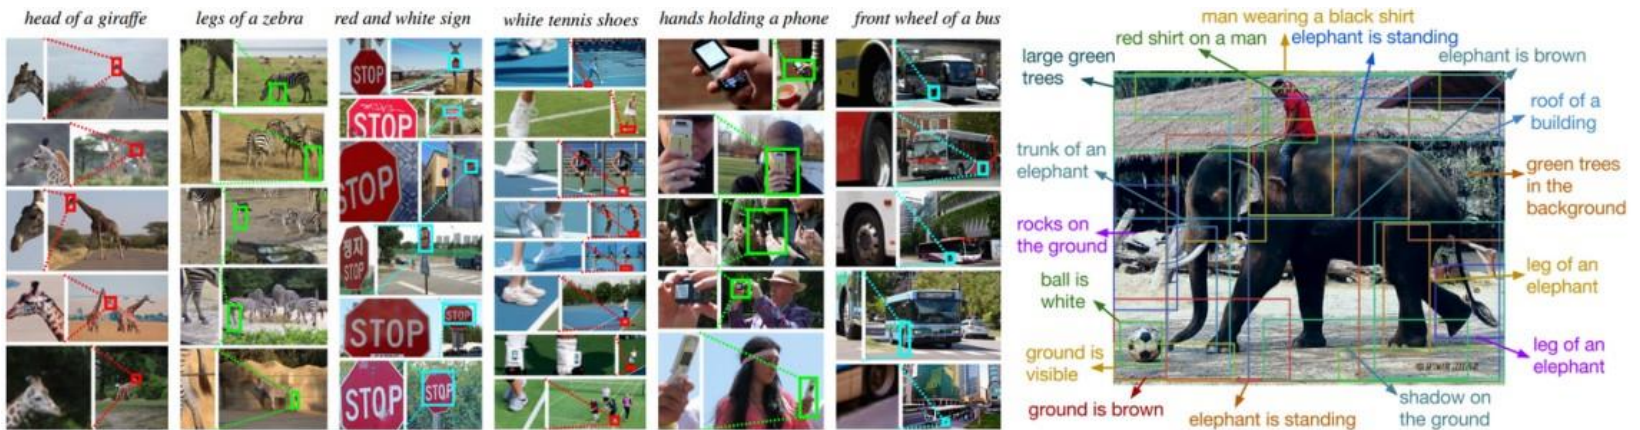 head of a giraffe
legs of a zebra
red and white sign
white tennis shoes
hands holding a phone
front wheel of a bus
STOP
STOP
STOP
정지
STOP
STOP
STOP
STOP
man wearing a black shirt
red shirt on a man
elephant is standing
large green
trees
elephant is brown
roof of a
building
trunk of an
elephant
green trees
in the
background
rocks on
the ground
ball is
white
leg of an
elephant
ground is
visible
leg of an
elephant
ground is brown
elephant is standing
shadow on
the ground